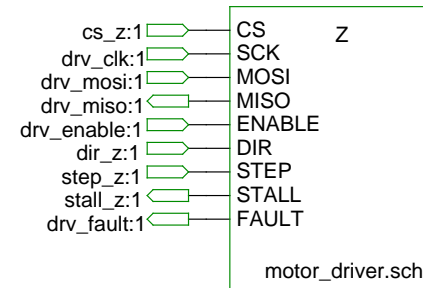 cs_z:1 CS Z
drv_clk:1 SCK
drv_mosi:1 MOSI
drv_miso:1 MISO
drv_enable:1 ENABLE
dir_z:1 DIR
step_z:1 STEP
stall_z:1 STALL
drv_fault:1 FAULT
motor_driver.sch